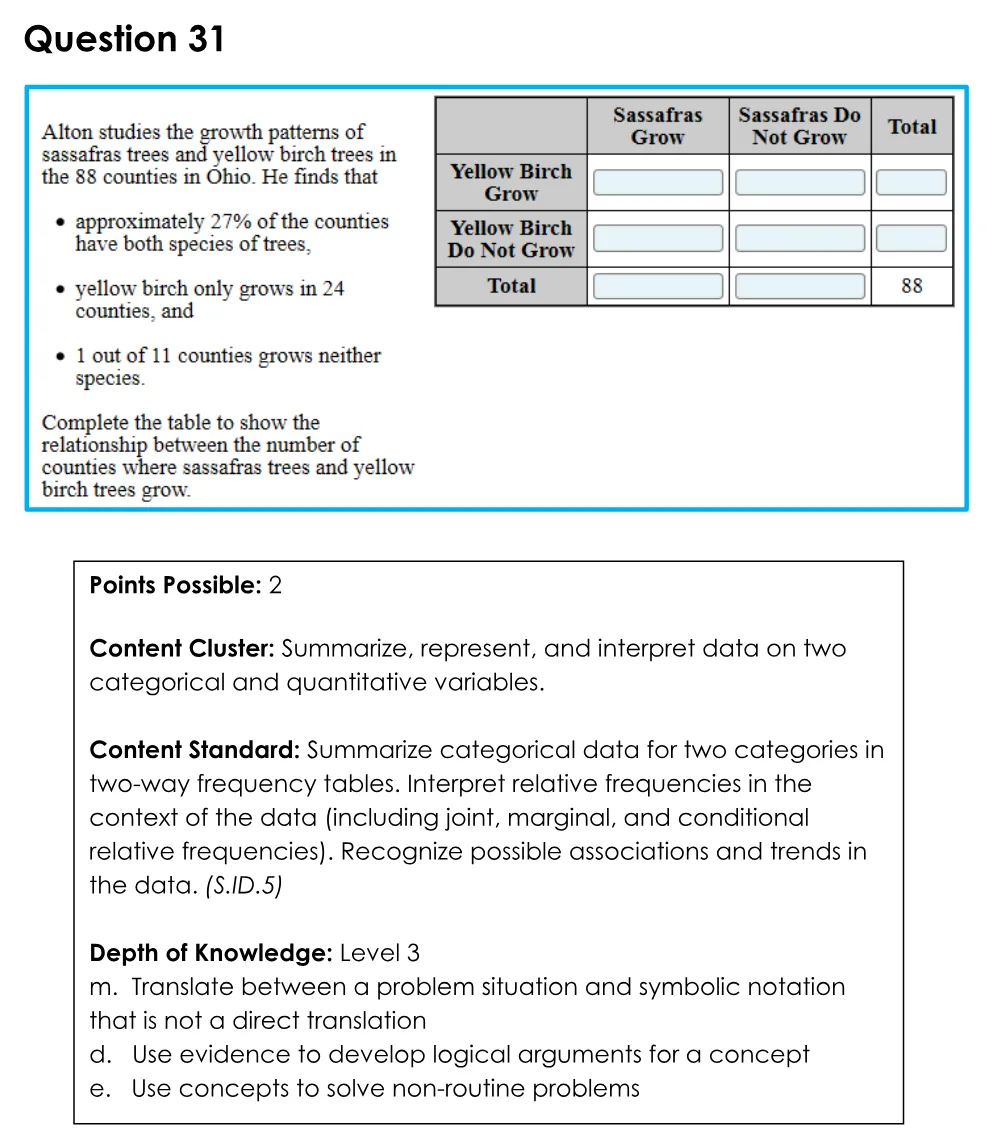 Question 31
Alton studies the growth patterns of
sassafras trees and yellow birch trees in
the 88 counties in Ohio. He finds that
• approximately 27% of the counties
have both species of trees,
• yellow birch only grows in 24
counties, and
• 1 out of 11 counties grows neither
species.
Complete the table to show the
relationship between the number of
counties where sassafras trees and yellow
birch trees grow.
Sassafras
Grow
Sassafras Do
Not Grow
Total
Yellow Birch
Grow
Yellow Birch
Do Not Grow
Total
88
Points Possible: 2
Content Cluster: Summarize, represent, and interpret data on two
categorical and quantitative variables.
Content Standard: Summarize categorical data for two categories in
two-way frequency tables. Interpret relative frequencies in the
context of the data (including joint, marginal, and conditional
relative frequencies). Recognize possible associations and trends in
the data. (S.ID.5)
Depth of Knowledge: Level 3
m. Translate between a problem situation and symbolic notation
that is not a direct translation
d. Use evidence to develop logical arguments for a concept
e. Use concepts to solve non-routine problems